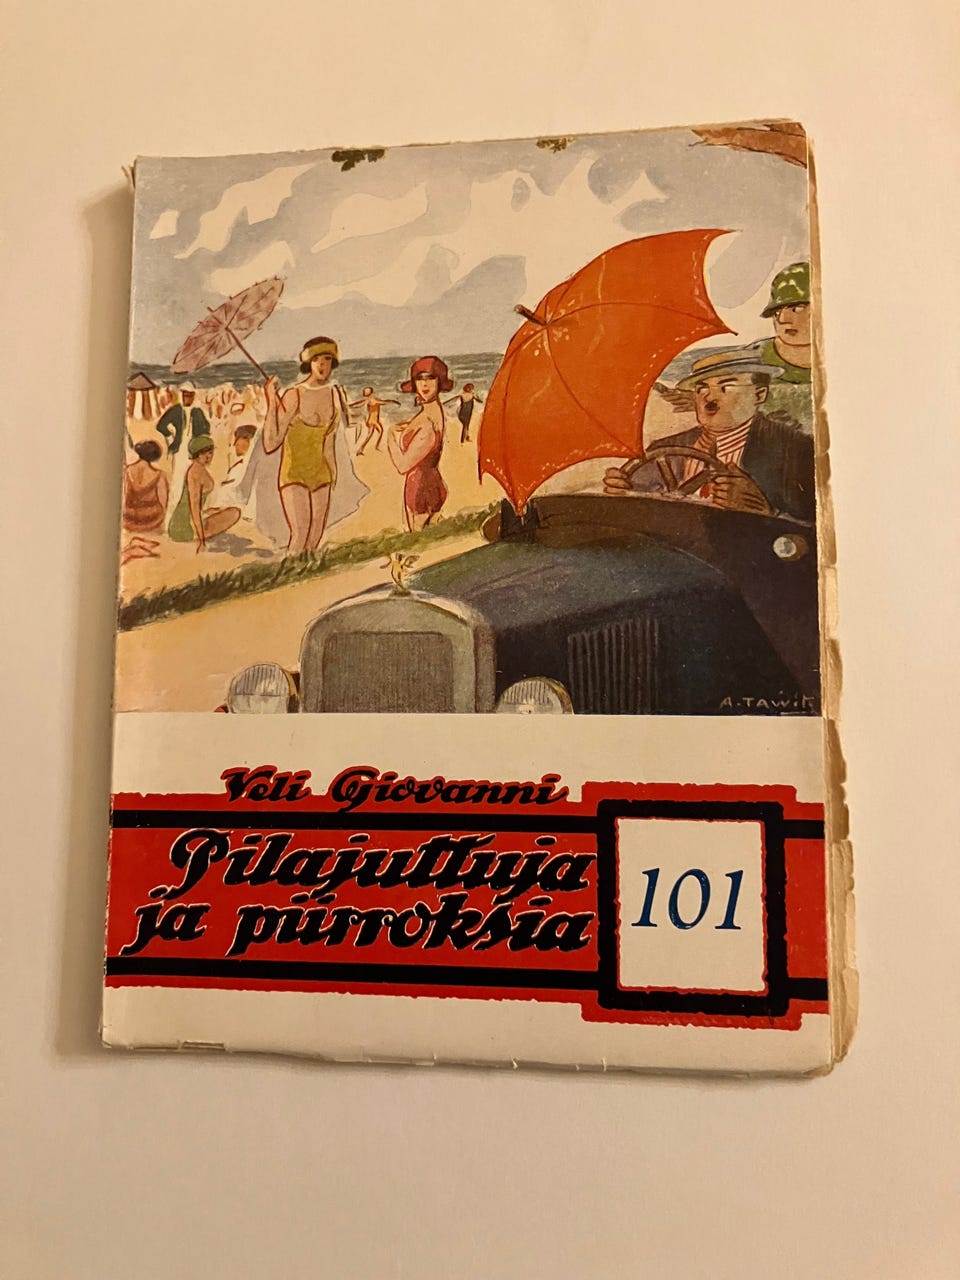 A. TAWIT
Veli Giovanni
Pilajuttuja
ja piirroksia
101